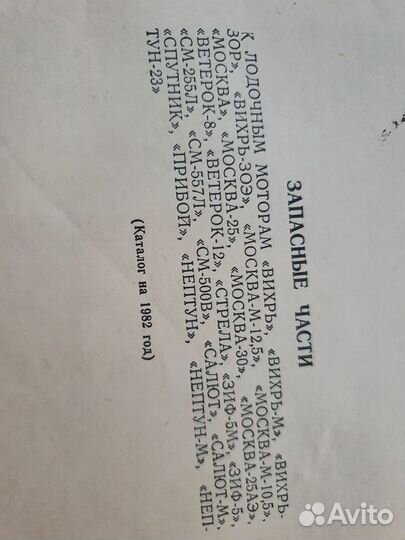 ЗАПАСНЫЕ ЧАСТИ
К ЛОДОЧНЫМ МОТОРАМ «ВИХРЬ», «ВИХРЬ-М», «ВИХРЬ-
30Р», «ВИХРЬ-30Э», «МОСКВА-М-12,5», «МОСКВА-М-10,5»,
«МОСКВА», «МОСКВА-25», «МОСКВА-30», «МОСКВА-25АЭ»,
«ВЕТЕРОК-8», «ВЕТЕРОК-12», «СТРЕЛА», «ЗИФ-5М», «ЗИФ-5»,
«СМ-255Л», «СМ-557Л», «СМ-500В», «САЛЮТ», «САЛЮТ-М»,
«СПУТНИК», «ПРИБОЙ», «НЕПТУН», «НЕПТУН-М», «НЕП-
ТУН-23»
(Каталог на 1982 год)
Avito